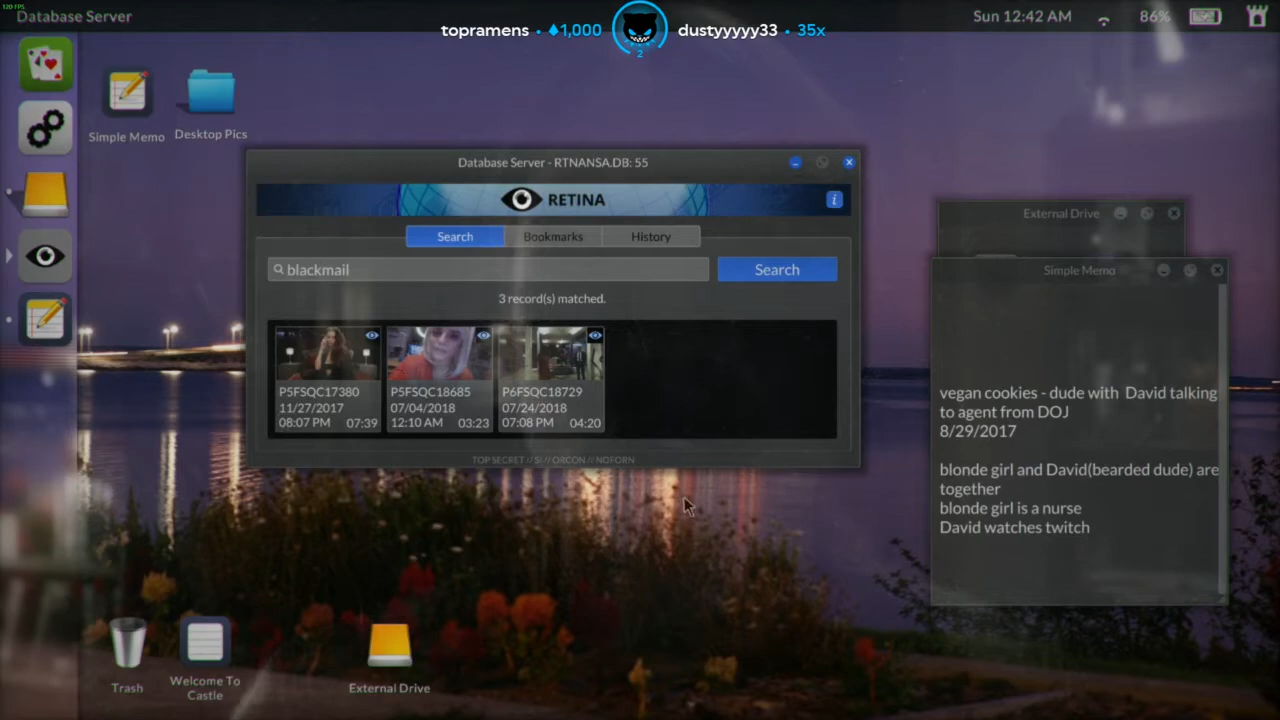 120 FPS
Database Server
topramens • 1,000
2
dustyyyyy33 • 35x
Sun 12:42 AM
86%
Simple Memo
Desktop Pics
Database Server - RTNANSA.DB: 55
RETINA
i
Search
Bookmarks
History
blackmail
Search
3 record(s) matched.
P5FSQC17380
11/27/2017
08:07 PM 07:39
P5FSQC18685
07/04/2018
12:10 AM 03:23
P6FSQC18729
07/24/2018
07:08 PM 04:20
TOP SECRET // SI // ORCON // NOFORN
External Drive
Simple Memo
vegan cookies - dude with David talking
to agent from DOJ
8/29/2017
blonde girl and David(bearded dude) are
together
blonde girl is a nurse
David watches twitch
Trash
Welcome To
Castle
External Drive